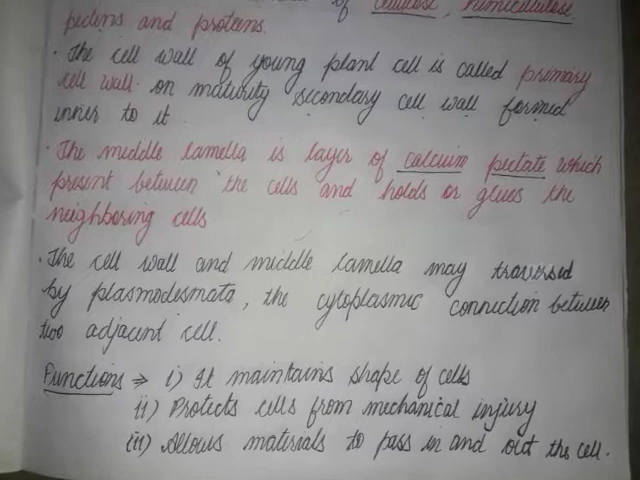 of cellulose, hemicellulose
pectins and proteins.
• The cell wall of young plant cell is called primary
cell wall. on maturity secondary cell wall formed
inner to it.
• The middle lamella is layer of calcium pectate which
present between the cells and holds or glues the
neighboring cells
• The cell wall and middle lamella may traversed
by plasmodesmata, the cytoplasmic connection between
two adjacent cell.
Functions ⇒ i) It maintains shape of cells
ii) Protects cells from mechanical injury
iii) Allows materials to pass in and out the cell.